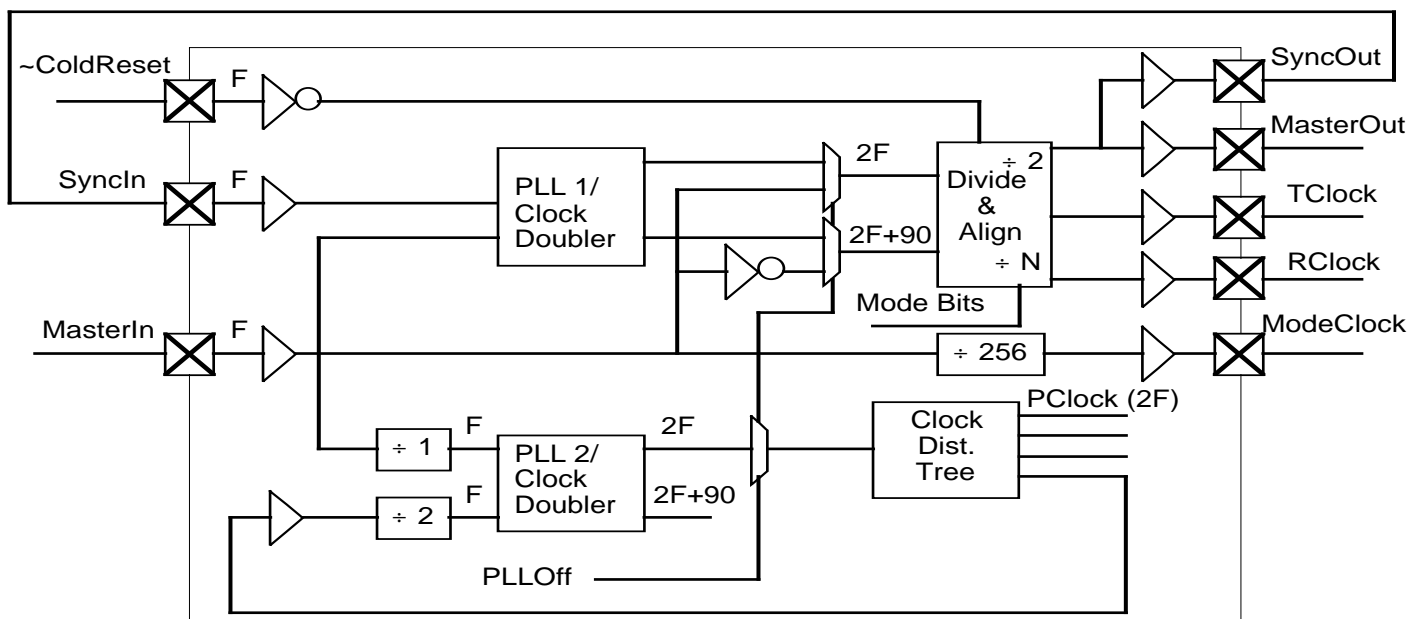 ~ColdReset
F
SyncOut
MasterOut
SyncIn
F
PLL 1/
Clock
Doubler
2F
2F+90
÷ 2
Divide
&
Align
÷ N
TClock
RClock
Mode Bits
MasterIn
F
÷ 256
ModeClock
PClock (2F)
÷ 1
F
PLL 2/
Clock
Doubler
2F
2F+90
Clock
Dist.
Tree
÷ 2
F
PLLOff